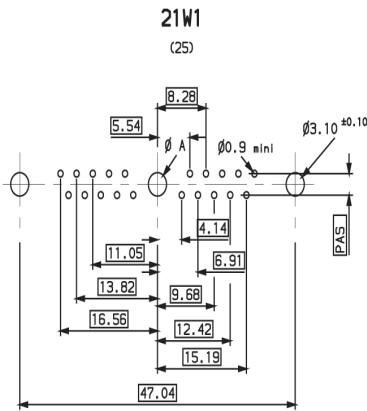 21W1
(25)
8.28
5.54
Ø A
Ø0.9 mini
Ø3.10 ±0.10
4.14
PAS
11.05
6.91
13.82
9.68
16.56
12.42
15.19
47.04